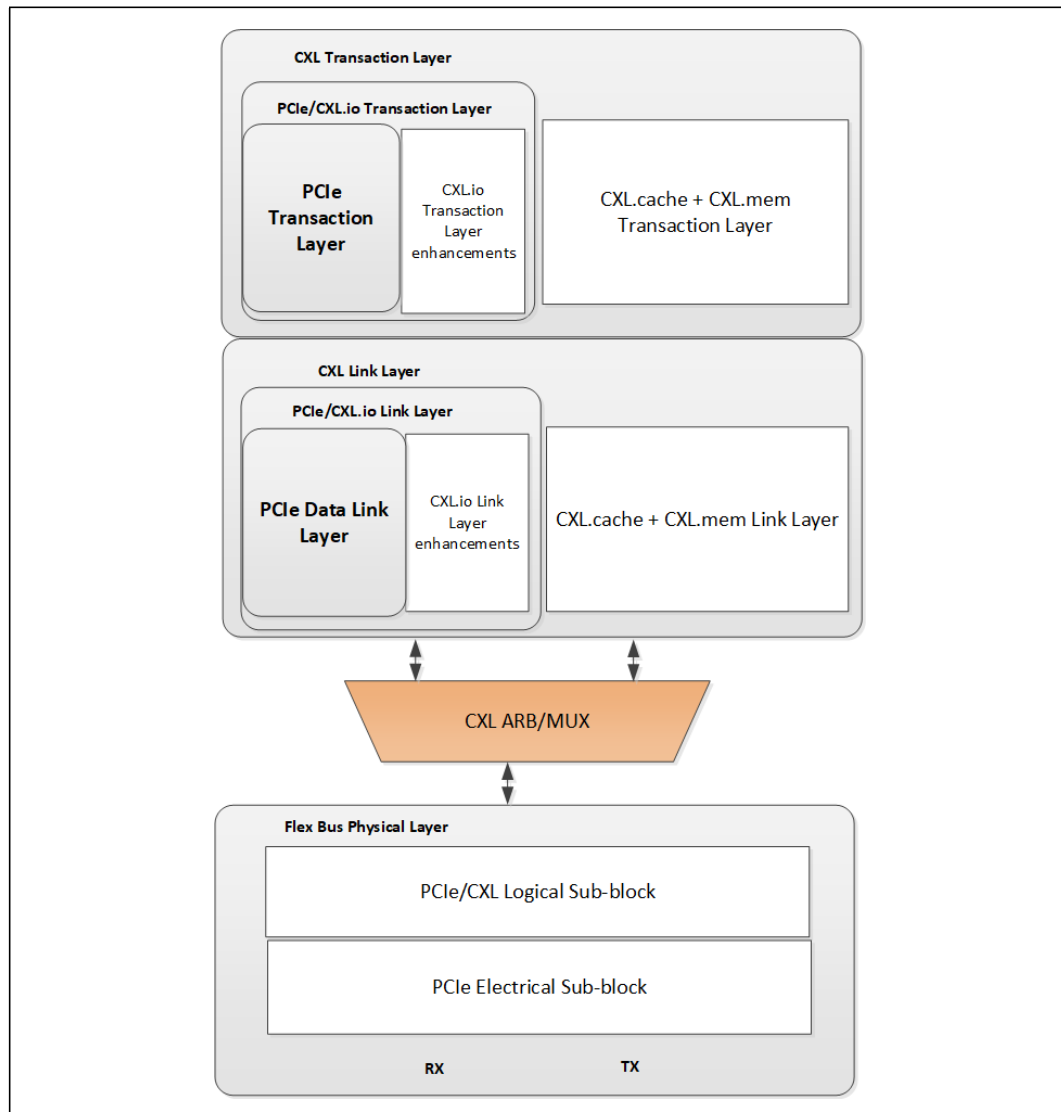 CXL Transaction Layer
PCIe/CXL.io Transaction Layer
PCIe
Transaction
Layer
CXL.io
Transaction
Layer
enhancements
CXL.cache + CXL.mem
Transaction Layer
CXL Link Layer
PCIe/CXL.io Link Layer
PCIe Data Link
Layer
CXL.io Link
Layer
enhancements
CXL.cache + CXL.mem Link Layer
CXL ARB/MUX
Flex Bus Physical Layer
PCIe/CXL Logical Sub-block
PCIe Electrical Sub-block
RX
TX